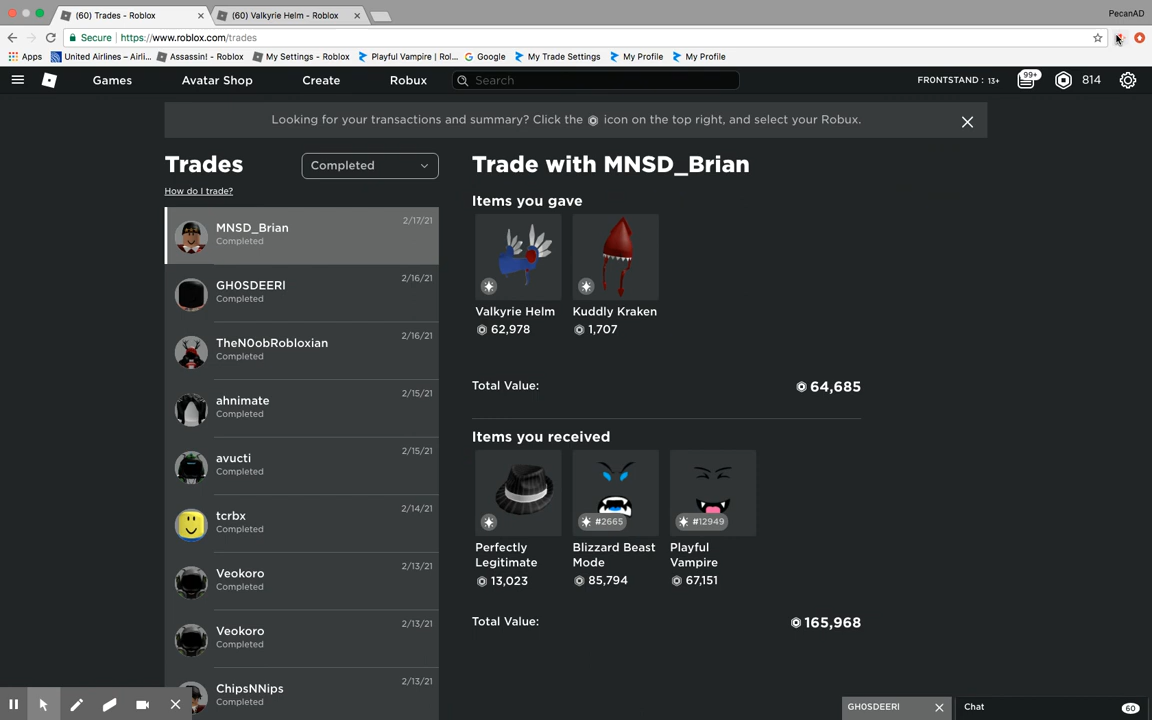 (60) Trades - Roblox
(60) Valkyrie Helm - Roblox
PecanAD
Secure
https://www.roblox.com/trades
Apps
United Airlines – Airli...
Assassin! - Roblox
My Settings - Roblox
Playful Vampire | Rol...
Google
My Trade Settings
My Profile
My Profile
Games
Avatar Shop
Create
Robux
Search
FRONTSTAND : 13+
99+
814
Looking for your transactions and summary? Click the icon on the top right, and select your Robux.
Trades
Completed
How do I trade?
MNSD_Brian
2/17/21
Completed
GH0SDEERI
2/16/21
Completed
TheN0obRobloxian
2/16/21
Completed
ahnimate
2/15/21
Completed
avucti
2/15/21
Completed
tcrbx
2/14/21
Completed
Veokoro
2/13/21
Completed
Veokoro
2/13/21
Completed
ChipsNNips
2/13/21
Completed
Trade with MNSD_Brian
Items you gave
Valkyrie Helm
62,978
Kuddly Kraken
1,707
Total Value:
64,685
Items you received
Perfectly
Legitimate
13,023
#2665
Blizzard Beast
Mode
85,794
#12949
Playful
Vampire
67,151
Total Value:
165,968
GH0SDEERI
Chat
60